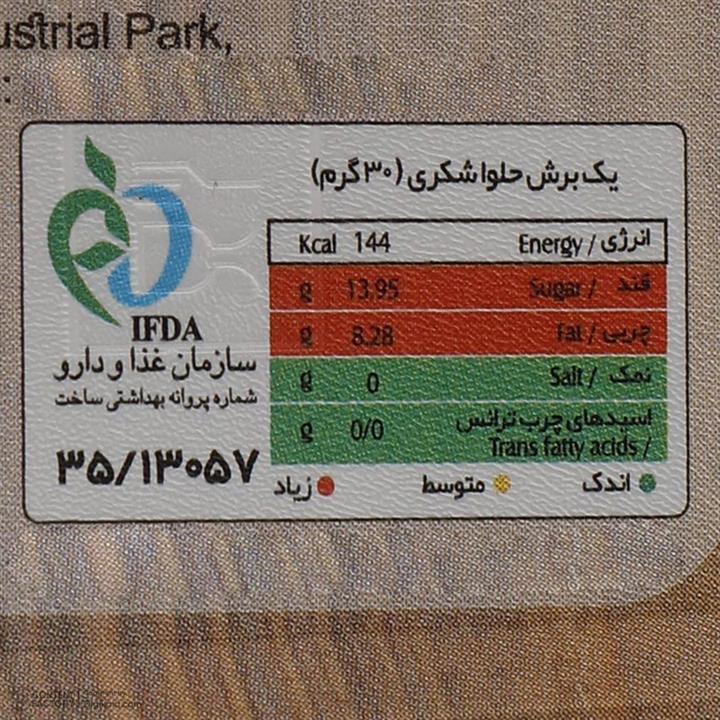 ustrial Park,
:
یک برش حلوا شکری (۳۰ گرم)
انرژی / Energy 144 Kcal
قند / Sugar 13.95 g
چربی / Fat 8.28 g
نمک / Salt 0 g
اسیدهای چرب ترانس / Trans fatty acids 0/0 g
اندک متوسط زیاد
IFDA
سازمان غذا و دارو
شماره پروانه بهداشتی ساخت
۳۵/۱۳۰۵۷